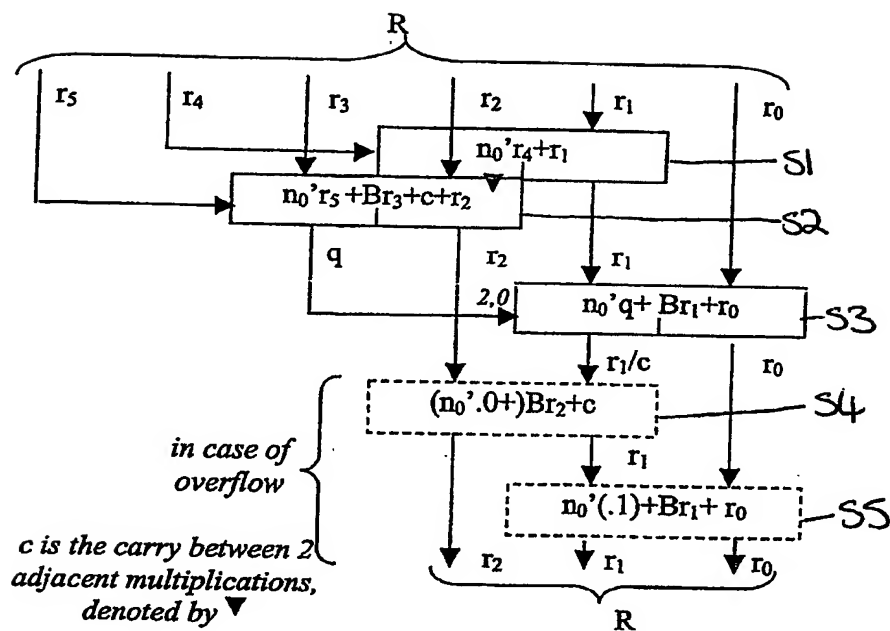 R
r5 r4 r3 r2 r1 r0
n0'r4+r1
S1
n0'r5+Br3+c+r2
S2
q r2 r1
2,0
n0'q+ Br1+r0
S3
r1/c r0
(n0'.0+)Br2+c
S4
in case of
overflow
r1
n0'(.1)+Br1+ r0
S5
c is the carry between 2
adjacent multiplications,
denoted by ▼
r2 r1 r0
R